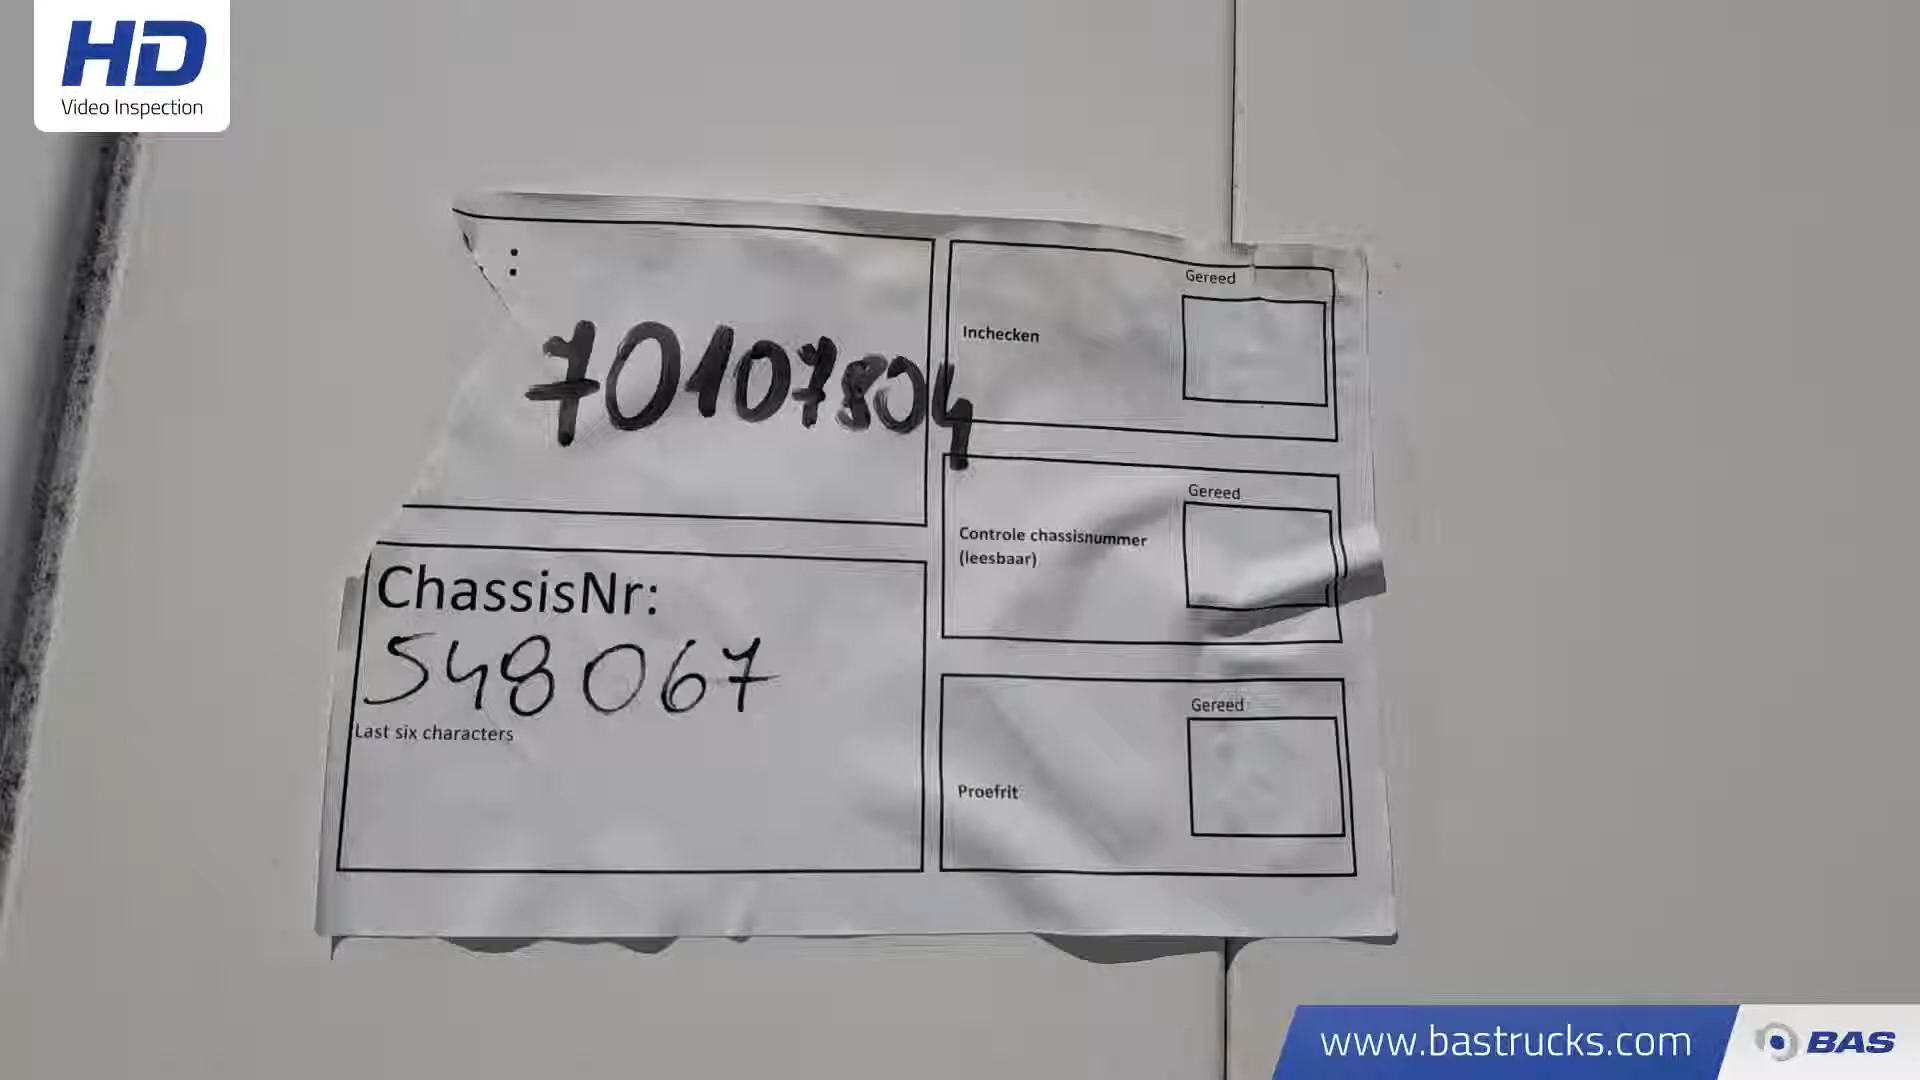 HD
Video Inspection
:
70107804
Gereed
Inchecken
Gereed
Controle chassisnummer
(leesbaar)
ChassisNr:
548067
Last six characters
Gereed
Proefrit
www.bastrucks.com
BAS